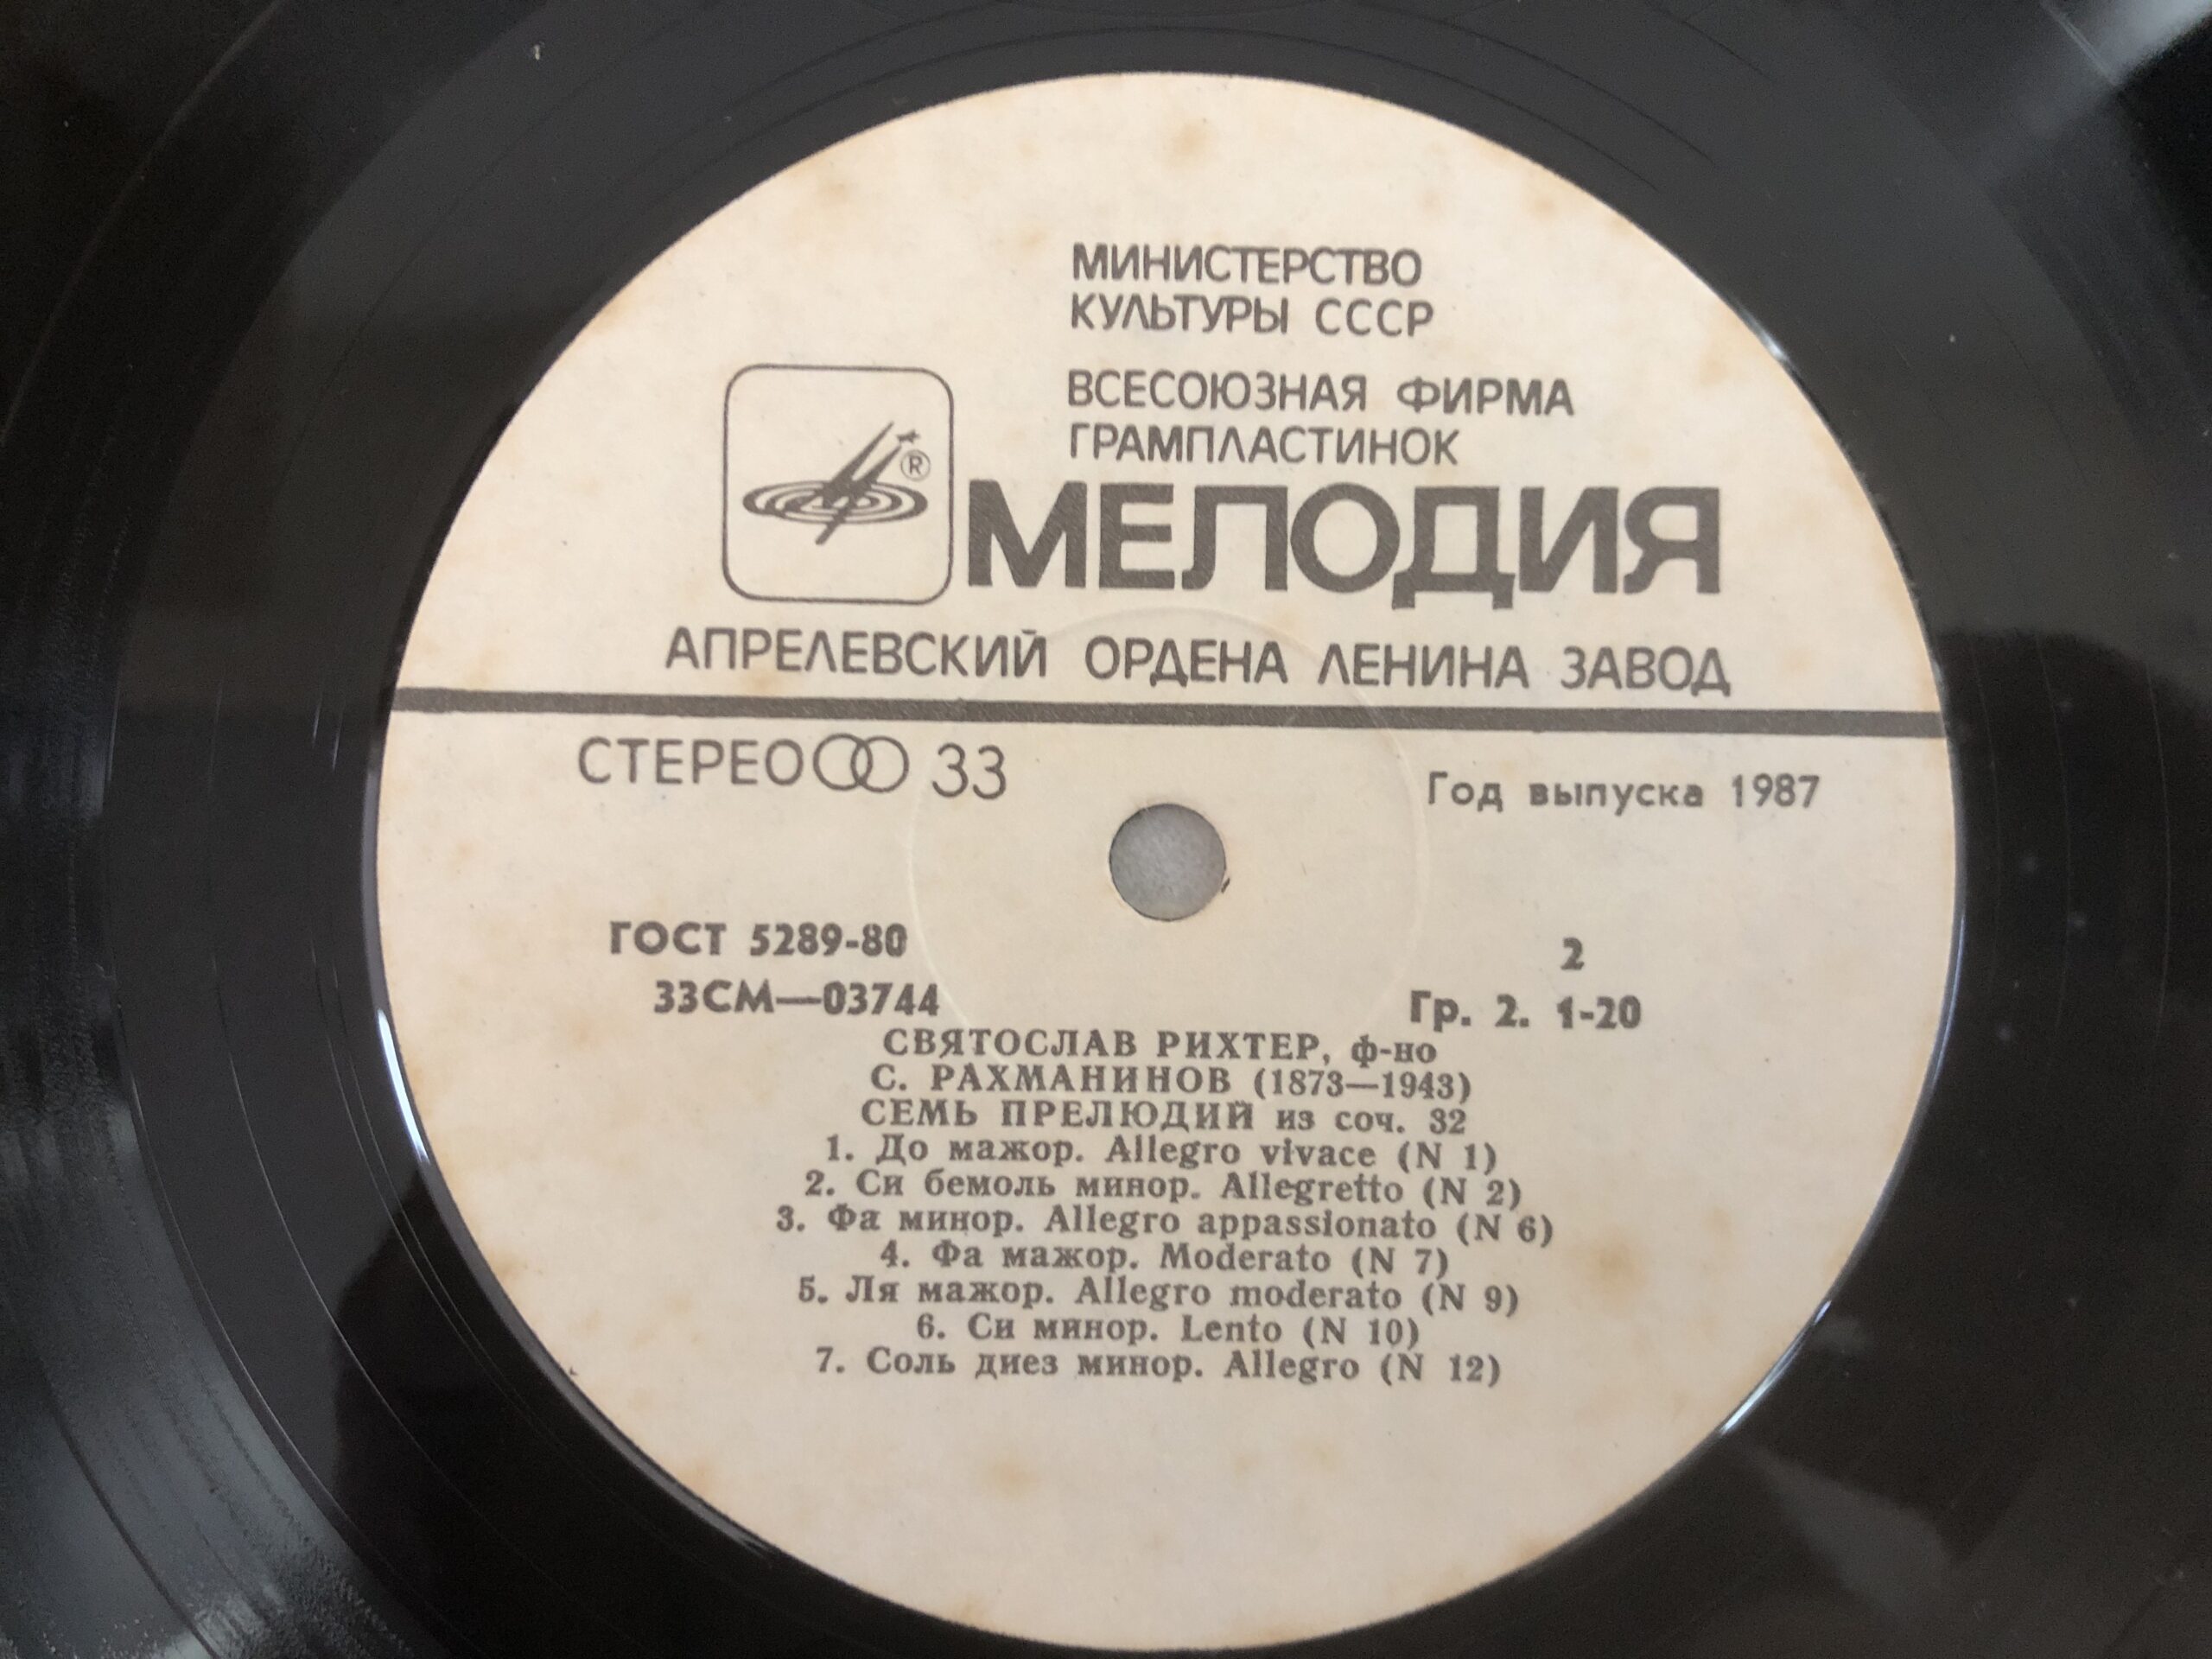 МИНИСТЕРСТВО
КУЛЬТУРЫ СССР
ВСЕСОЮЗНАЯ ФИРМА
ГРАМПЛАСТИНОК
®
МЕЛОДИЯ
АПРЕЛЕВСКИЙ ОРДЕНА ЛЕНИНА ЗАВОД
СТЕРЕО 33
Год выпуска 1987
ГОСТ 5289-80
2
33СМ—03744
Гр. 2. 1-20
СВЯТОСЛАВ РИХТЕР, ф-но
С. РАХМАНИНОВ (1873—1943)
СЕМЬ ПРЕЛЮДИЙ из соч. 32
1. До мажор. Allegro vivace (N 1)
2. Си бемоль минор. Allegretto (N 2)
3. Фа минор. Allegro appassionato (N 6)
4. Фа мажор. Moderato (N 7)
5. Ля мажор. Allegro moderato (N 9)
6. Си минор. Lento (N 10)
7. Соль диез минор. Allegro (N 12)